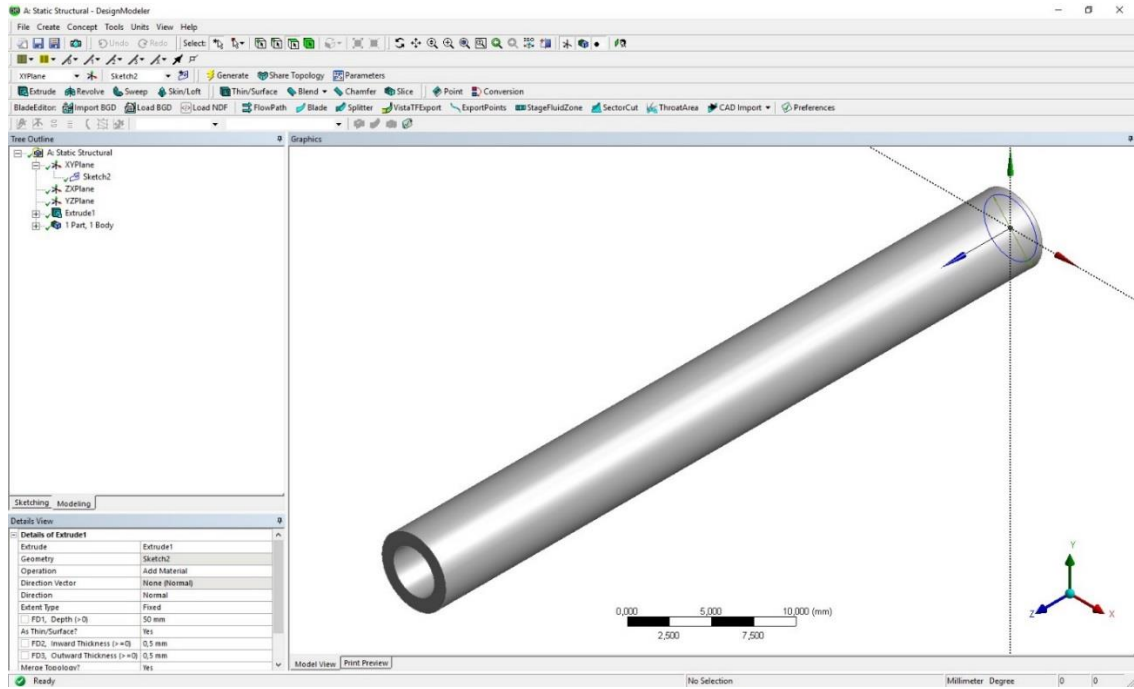 A: Static Structural - DesignModeler
File Create Concept Tools Units View Help
Undo Redo Select:
XYPlane Sketch2 Generate Share Topology Parameters
Extrude Revolve Sweep Skin/Loft Thin/Surface Blend Chamfer Slice Point Conversion
BladeEditor: Import BGD Load BGD Load NDF FlowPath Blade Splitter VistaTFExport ExportPoints StageFluidZone SectorCut ThroatArea CAD Import Preferences
Tree Outline
A: Static Structural
XYPlane
Sketch2
ZXPlane
YZPlane
Extrude1
1 Part, 1 Body
Sketching Modeling
Details View
Details of Extrude1
Extrude Extrude1
Geometry Sketch2
Operation Add Material
Direction Vector None (Normal)
Direction Normal
Extent Type Fixed
FD1, Depth (>0) 50 mm
As Thin/Surface? Yes
FD2, Inward Thickness (>=0) 0,5 mm
FD3, Outward Thickness (>=0) 0,5 mm
Merge Topology? Yes
Graphics
0,000 5,000 10,000 (mm)
2,500 7,500
Y
Z X
Model View Print Preview
Ready No Selection Millimeter Degree 0 0